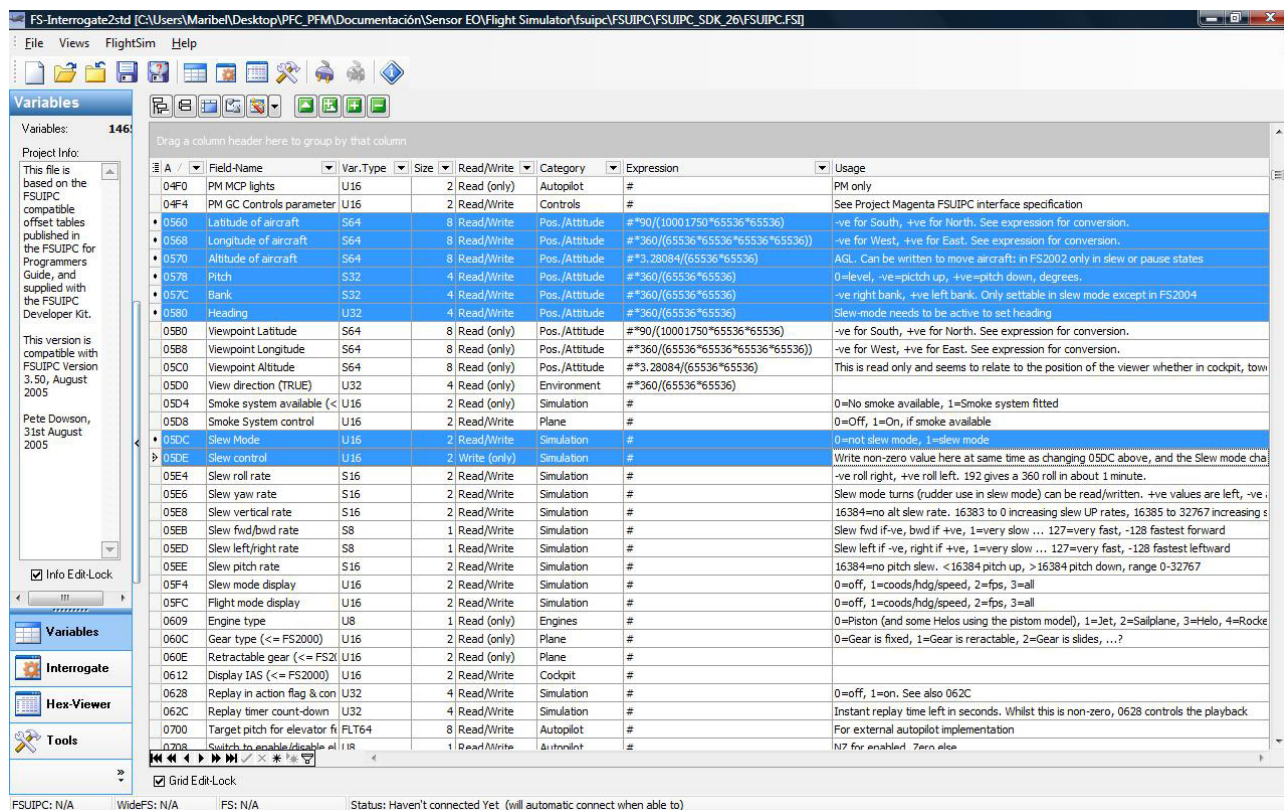 FS-Interrogate2std [C:\Users\Maribel\Desktop\PFC_PFM\Documentación\Sensor EO\Flight Simulator\fsuipc\FSUIPC\FSUIPC_SDK_26\FSUIPC.FSI]
File Views FlightSim Help
Variables
Variables: 146
Project Info:
This file is
based on the
FSUIPC
compatible
offset tables
published in
the FSUIPC for
Programmers
Guide, and
supplied with
the FSUIPC
Developer Kit.
This version is
compatible with
FSUIPC Version
3.50, August
2005
Pete Dowson,
31st August
2005
Info Edit-Lock
Variables
Interrogate
Hex-Viewer
Tools
Drag a column header here to group by that column
A Field-Name Var.Type Size Read/Write Category Expression Usage
04F0 PM MCP lights U16 2 Read (only) Autopilot # PM only
04F4 PM GC Controls parameter U16 2 Read/Write Controls # See Project Magenta FSUIPC interface specification
0560 Latitude of aircraft S64 8 Read/Write Pos./Attitude #*90/(10001750*65536*65536) -ve for South, +ve for North. See expression for conversion.
0568 Longitude of aircraft S64 8 Read/Write Pos./Attitude #*360/(65536*65536*65536*65536)) -ve for West, +ve for East. See expression for conversion.
0570 Altitude of aircraft S64 8 Read/Write Pos./Attitude #*3.28084/(65536*65536) AGL. Can be written to move aircraft: in FS2002 only in slew or pause states
0578 Pitch S32 4 Read/Write Pos./Attitude #*360/(65536*65536) 0=level, -ve=pictch up, +ve=pitch down, degrees.
057C Bank S32 4 Read/Write Pos./Attitude #*360/(65536*65536) -ve right bank, +ve left bank. Only settable in slew mode except in FS2004
0580 Heading U32 4 Read/Write Pos./Attitude #*360/(65536*65536) Slew-mode needs to be active to set heading
05B0 Viewpoint Latitude S64 8 Read (only) Pos./Attitude #*90/(10001750*65536*65536) -ve for South, +ve for North. See expression for conversion.
05B8 Viewpoint Longitude S64 8 Read (only) Pos./Attitude #*360/(65536*65536*65536*65536)) -ve for West, +ve for East. See expression for conversion.
05C0 Viewpoint Altitude S64 8 Read (only) Pos./Attitude #*3.28084/(65536*65536) This is read only and seems to relate to the position of the viewer whether in cockpit, tow
05D0 View direction (TRUE) U32 4 Read (only) Environment #*360/(65536*65536)
05D4 Smoke system available (< U16 2 Read (only) Simulation # 0=No smoke available, 1=Smoke system fitted
05D8 Smoke System control U16 2 Read/Write Plane # 0=Off, 1=On, if smoke available
05DC Slew Mode U16 2 Read/Write Simulation # 0=not slew mode, 1=slew mode
05DE Slew control U16 2 Write (only) Simulation # Write non-zero value here at same time as changing 05DC above, and the Slew mode cha
05E4 Slew roll rate S16 2 Read/Write Simulation # -ve roll right, +ve roll left. 192 gives a 360 roll in about 1 minute.
05E6 Slew yaw rate S16 2 Read/Write Simulation # Slew mode turns (rudder use in slew mode) can be read/written. +ve values are left, -ve
05E8 Slew vertical rate S16 2 Read/Write Simulation # 16384=no alt slew rate. 16383 to 0 increasing slew UP rates, 16385 to 32767 increasing s
05EB Slew fwd/bwd rate S8 1 Read/Write Simulation # Slew fwd if-ve, bwd if +ve, 1=very slow ... 127=very fast, -128 fastest forward
05ED Slew left/right rate S8 1 Read/Write Simulation # Slew left if -ve, right if +ve, 1=very slow ... 127=very fast, -128 fastest leftward
05EE Slew pitch rate S16 2 Read/Write Simulation # 16384=no pitch slew. <16384 pitch up, >16384 pitch down, range 0-32767
05F4 Slew mode display U16 2 Read/Write Simulation # 0=off, 1=coods/hdg/speed, 2=fps, 3=all
05FC Flight mode display U16 2 Read/Write Simulation # 0=off, 1=coods/hdg/speed, 2=fps, 3=all
0609 Engine type U8 1 Read (only) Engines # 0=Piston (and some Helos using the pistom model), 1=Jet, 2=Sailplane, 3=Helo, 4=Rocke
060C Gear type (<= FS2000) U16 2 Read (only) Plane # 0=Gear is fixed, 1=Gear is reractable, 2=Gear is slides, ...?
060E Retractable gear (<= FS2( U16 2 Read (only) Plane #
0612 Display IAS (<= FS2000) U16 2 Read/Write Cockpit #
0628 Replay in action flag & con U32 4 Read/Write Simulation # 0=off, 1=on. See also 062C
062C Replay timer count-down U32 4 Read/Write Simulation # Instant replay time left in seconds. Whilst this is non-zero, 0628 controls the playback
0700 Target pitch for elevator FLT64 8 Read/Write Autopilot # For external autopilot implementation
0708 Switch to enable/disable el U8 1 Read/Write Autopilot # NZ for enabled. Zero else
Grid Edit-Lock
FSUIPC: N/A WideFS: N/A FS: N/A Status: Haven't connected Yet (will automatic connect when able to)